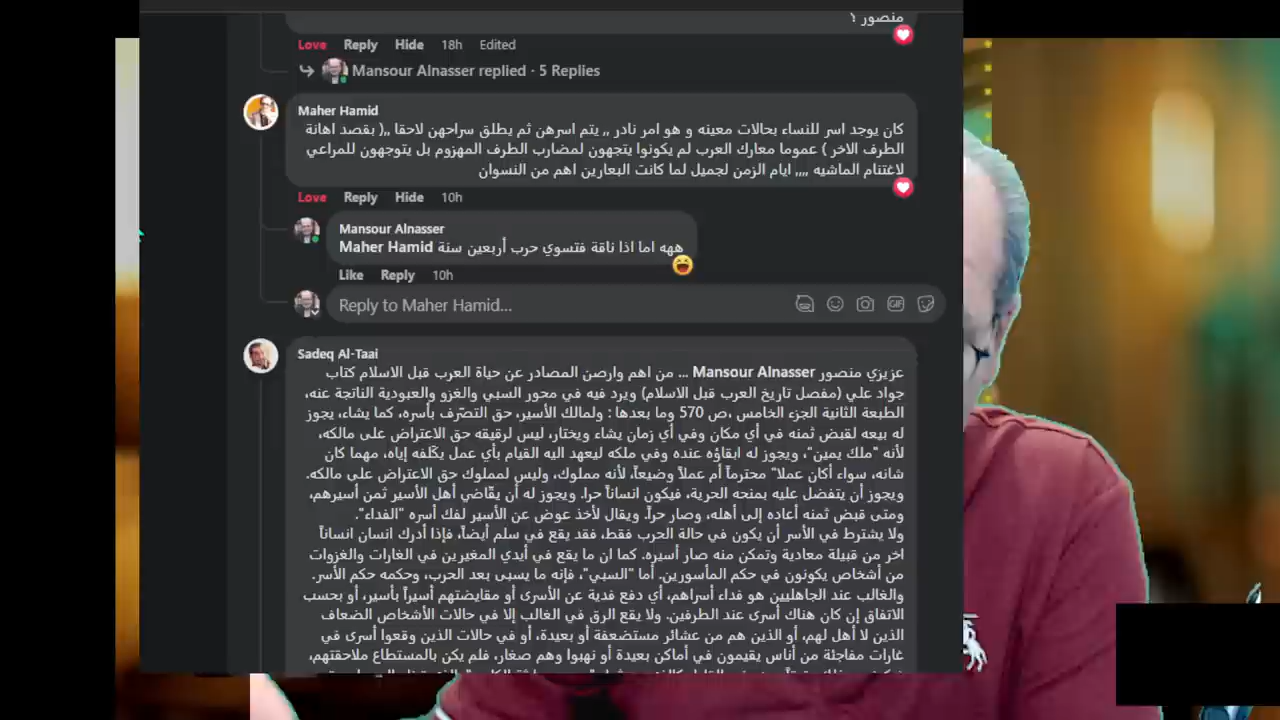 منصور ؟
Love Reply Hide 18h Edited
Mansour Alnasser replied · 5 Replies
Maher Hamid
كان يوجد اسر للنساء بحالات معينه و هو امر نادر ,, يتم اسرهن ثم يطلق سراحهن لاحقا ,,( بقصد اهانة
الطرف الاخر ) عموما معارك العرب لم يكونوا يتجهون لمضارب الطرف المهزوم بل يتوجهون للمراعي
لاغتنام الماشيه ,,,, ايام الزمن لجميل لما كانت البعارين اهم من النسوان
Love Reply Hide 10h
Mansour Alnasser
Maher Hamid ههه اما اذا ناقة فتسوي حرب أربعين سنة
Like Reply 10h
Reply to Maher Hamid...
GIF
Sadeq Al-Taai
عزيزي منصور Mansour Alnasser ... من اهم وارصن المصادر عن حياة العرب قبل الاسلام كتاب
جواد علي (مفصل تاريخ العرب قبل الاسلام) ويرد فيه في محور السبي والغزو والعبودية الناتجة عنه،
الطبعة الثانية الجزء الخامس ،ص 570 وما بعدها : ولمالك الأسير، حق التصرّف بأسره، كما يشاء، يجوز
له بيعه لقبض ثمنه في أي مكان وفي أي زمان يشاء ويختار، ليس لرقيقه حق الاعتراض على مالكه،
لأنه "ملك يمين"، ويجوز له ابقاؤه عنده وفي ملكه ليعهد اليه القيام بأي عمل يكّلفه إياه، مهما كان
شانه، سواء أكان عملا" محترماً أم عملاً وضيعاً، لأنه مملوك، وليس لمملوك حق الاعتراض على مالكه.
ويجوز أن يتفضل عليه بمنحه الحرية، فيكون انساناً حرا. ويجوز له أن يقّاضي أهل الأسير ثمن أسيرهم،
ومتى قبض ثمنه أعاده إلى أهله، وصار حراً. ويقال لأخذ عوض عن الأسير لفك أسره "الفداء".
ولا يشترط في الأسر أن يكون في حالة الحرب فقط، فقد يقع في سلم أيضاً، فإذا أدرك انسان انساناً
اخر من قبيلة معادية وتمكن منه صار أسيره. كما ان ما يقع في أيدي المغيرين في الغارات والغزوات
من أشخاص يكونون في حكم المأسورين. أما "السبي"، فإنه ما يسبى بعد الحرب، وحكمه حكم الأسر.
والغالب عند الجاهليين هو فداء أسراهم، أي دفع فدية عن الأسرى أو مقايضتهم أسيراً بأسير، أو بحسب
الاتفاق إن كان هناك أسرى عند الطرفين. ولا يقع الرق في الغالب إلا في حالات الأشخاص الضعاف
الذين لا أهل لهم، أو الذين هم من عشائر مستضعفة أو بعيدة، أو في حالات الذين وقعوا أسرى في
غارات مفاجئة من أناس يقيمون في أماكن بعيدة أو نهبوا وهم صغار، فلم يكن بالمستطاع ملاحقتهم،